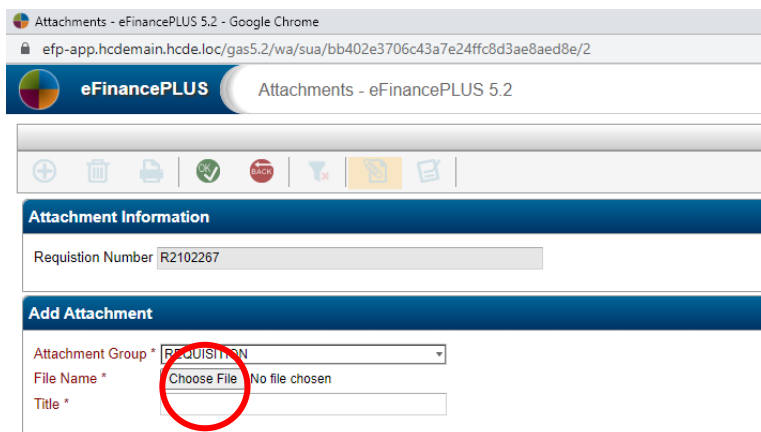 Attachments - eFinancePLUS 5.2 - Google Chrome
efp-app.hcdemain.hcde.loc/gas5.2/wa/sua/bb402e3706c43a7e24ffc8d3ae8aed8e/2
eFinancePLUS Attachments - eFinancePLUS 5.2
OK BACK
Attachment Information
Requistion Number R2102267
Add Attachment
Attachment Group * REQUISITION
File Name * Choose File No file chosen
Title *